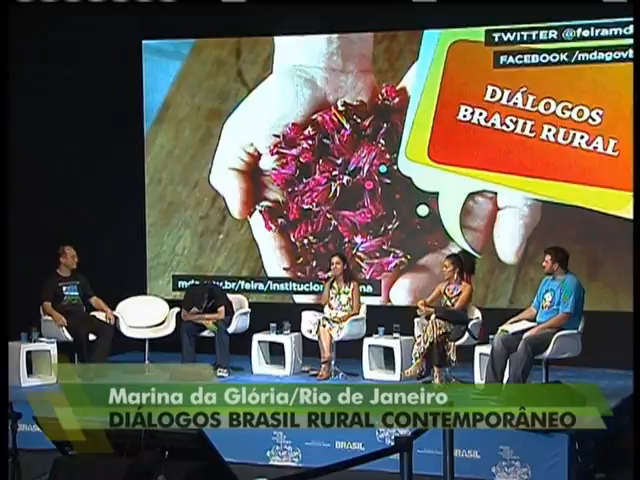 TWITTER @feiramd
FACEBOOK /mdagovb
DIÁLOGOS
BRASIL RURAL
Marina da Glória/Rio de Janeiro
DIÁLOGOS BRASIL RURAL CONTEMPORÂNEO
BRASIL
BRASIL
BRASIL